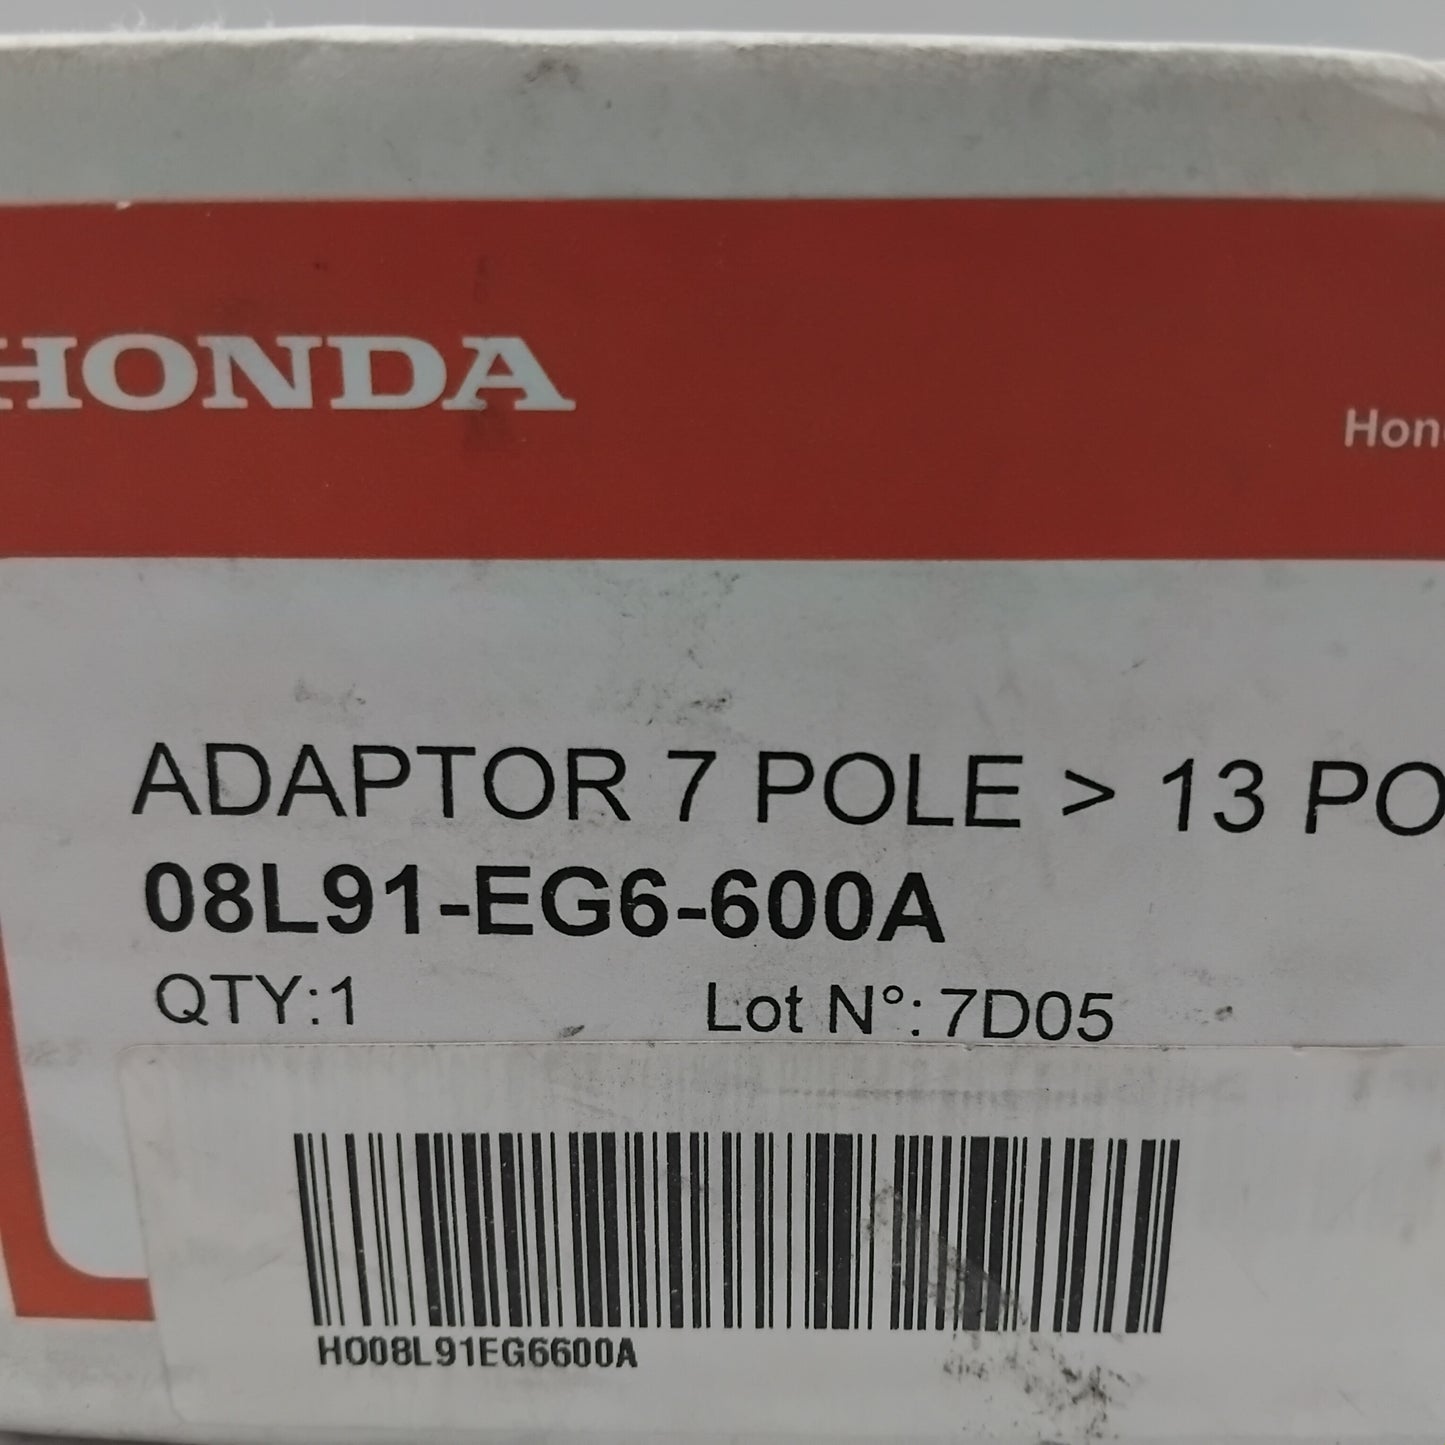 HONDA
Hon
ADAPTOR 7 POLE > 13 PO
08L91-EG6-600A
QTY:1 Lot N°: 7D05
HO08L91EG6600A